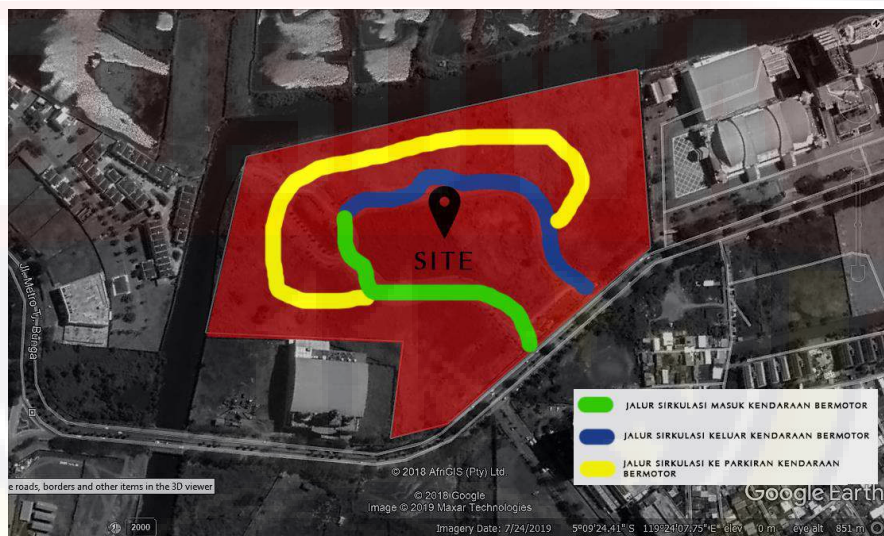 SITE
Jl. Metro Tj. Bunga
JALUR SIRKULASI MASUK KENDARAAN BERMOTOR
JALUR SIRKULASI KELUAR KENDARAAN BERMOTOR
JALUR SIRKULASI KE PARKIRAN KENDARAAN
BERMOTOR
© 2018 AfriGIS (Pty) Ltd.
e roads, borders and other items in the 3D viewer
© 2018 Google
Image © 2019 Maxar Technologies
Google Earth
2000
Imagery Date: 7/24/2019 5°09'24.41" S 119°24'07.75" E elev 0 m eye alt 851 m